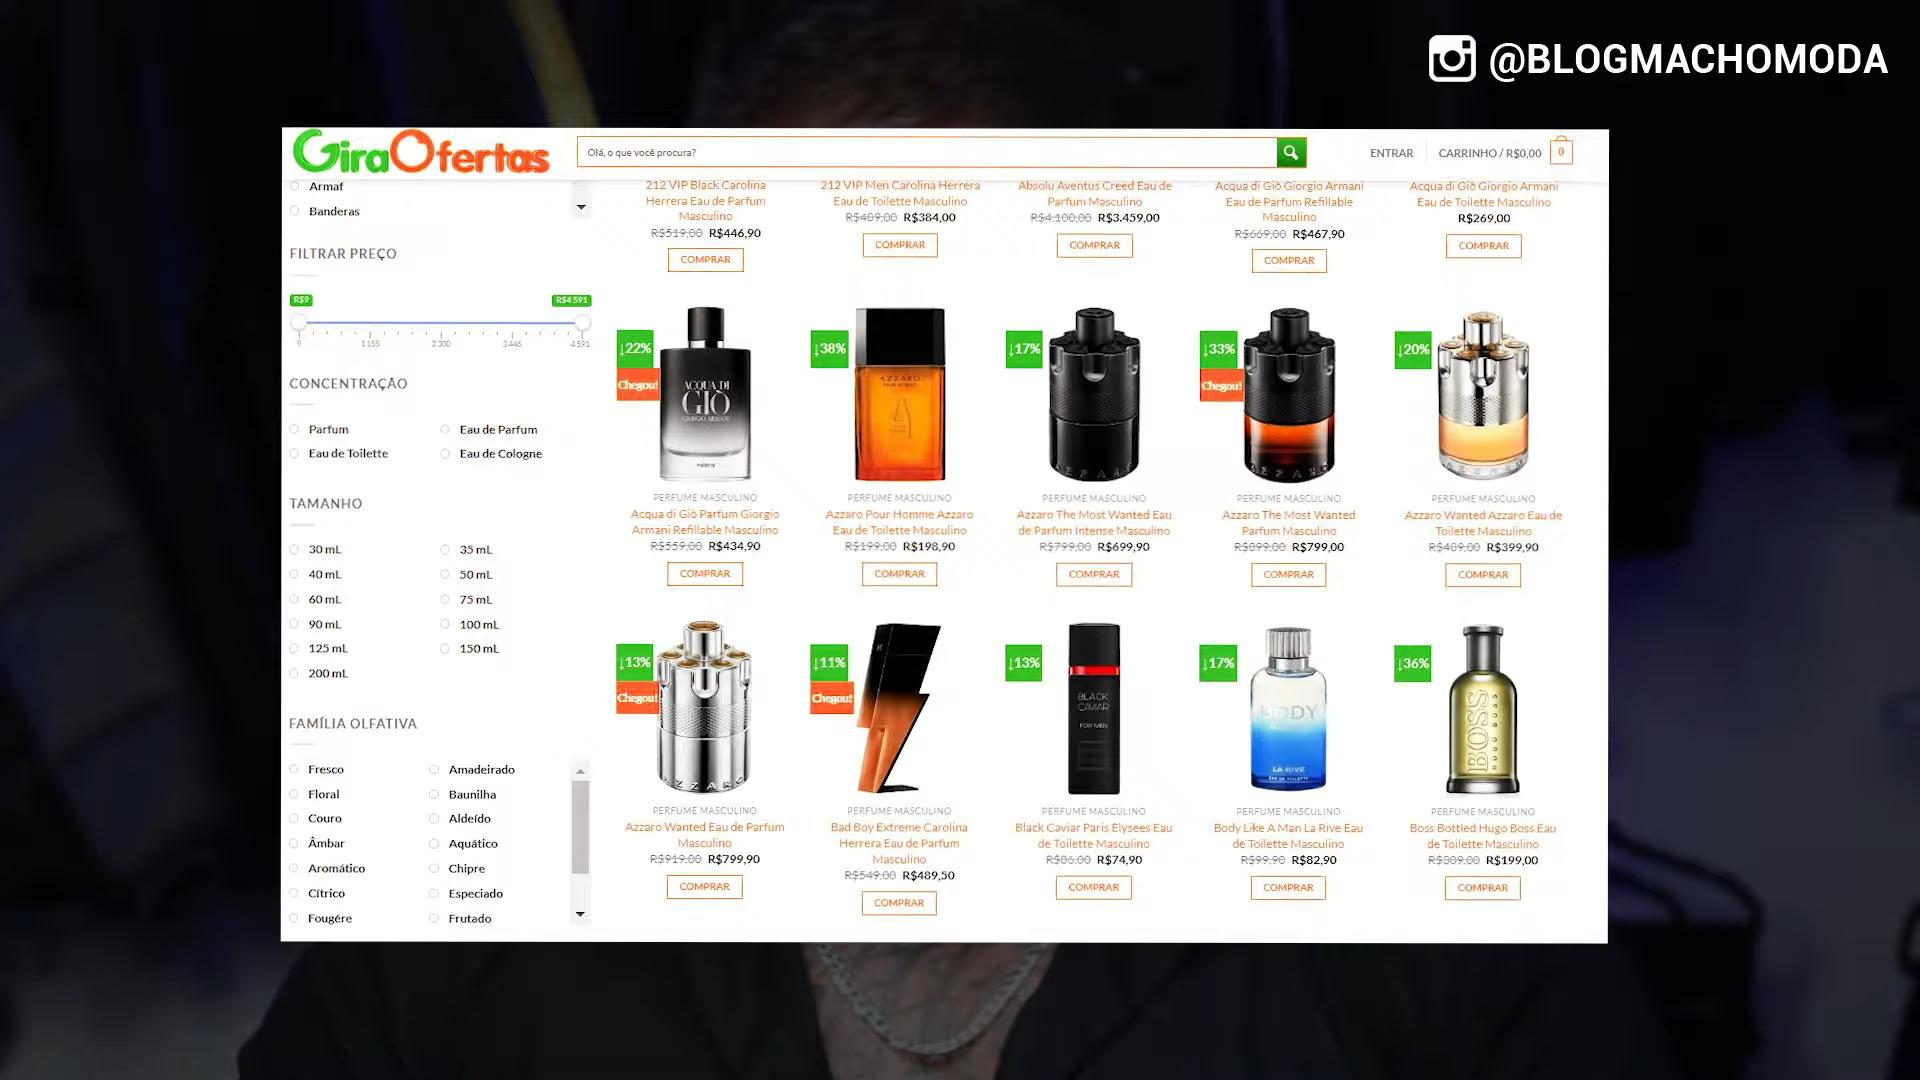 @BLOGMACHOMODA
GiraOfertas
Olá, o que você procura?
ENTRAR
CARRINHO / R$0,00
0
Armaf
Banderas
FILTRAR PREÇO
R$9
R$4 591
9
1 155
2 300
3 446
4 591
CONCENTRAÇÃO
Parfum
Eau de Parfum
Eau de Toilette
Eau de Cologne
TAMANHO
30 mL
35 mL
40 mL
50 mL
60 mL
75 mL
90 mL
100 mL
125 mL
150 mL
200 mL
FAMÍLIA OLFATIVA
Fresco
Amadeirado
Floral
Baunilha
Couro
Aldeído
Âmbar
Aquático
Aromático
Chipre
Cítrico
Especiado
Fougére
Frutado
212 VIP Black Carolina
Herrera Eau de Parfum
Masculino
R$519,00 R$446,90
COMPRAR
212 VIP Men Carolina Herrera
Eau de Toilette Masculino
R$489,00 R$384,00
COMPRAR
Absolu Aventus Creed Eau de
Parfum Masculino
R$4.100,00 R$3.459,00
COMPRAR
Acqua di Giò Giorgio Armani
Eau de Parfum Refillable
Masculino
R$669,00 R$467,90
COMPRAR
Acqua di Giò Giorgio Armani
Eau de Toilette Masculino
R$269,00
COMPRAR
↓22%
Chegou!
ACQUA DI
GIÒ
GIORGIO ARMANI
PARFUM
PERFUME MASCULINO
Acqua di Giò Parfum Giorgio
Armani Refillable Masculino
R$559,00 R$434,90
COMPRAR
↓38%
AZZARO
POUR HOMME
PERFUME MASCULINO
Azzaro Pour Homme Azzaro
Eau de Toilette Masculino
R$199,00 R$198,90
COMPRAR
↓17%
AZZARO
PERFUME MASCULINO
Azzaro The Most Wanted Eau
de Parfum Intense Masculino
R$799,00 R$699,90
COMPRAR
↓33%
Chegou!
AZZARO
PERFUME MASCULINO
Azzaro The Most Wanted
Parfum Masculino
R$899,00 R$799,00
COMPRAR
↓20%
AZZARO
PERFUME MASCULINO
Azzaro Wanted Azzaro Eau de
Toilette Masculino
R$489,00 R$399,90
COMPRAR
↓13%
Chegou!
AZZARO
PERFUME MASCULINO
Azzaro Wanted Eau de Parfum
Masculino
R$919,00 R$799,90
COMPRAR
↓11%
Chegou!
PERFUME MASCULINO
Bad Boy Extreme Carolina
Herrera Eau de Parfum
Masculino
R$549,00 R$489,50
COMPRAR
↓13%
BLACK
CAVIAR
FOR MEN
PERFUME MASCULINO
Black Caviar Paris Elysees Eau
de Toilette Masculino
R$86,00 R$74,90
COMPRAR
↓17%
BODY
LA RIVE
EAU DE TOILETTE
PERFUME MASCULINO
Body Like A Man La Rive Eau
de Toilette Masculino
R$99,90 R$82,90
COMPRAR
↓36%
BOSS
HUGO BOSS
PERFUME MASCULINO
Boss Bottled Hugo Boss Eau
de Toilette Masculino
R$309,00 R$199,00
COMPRAR